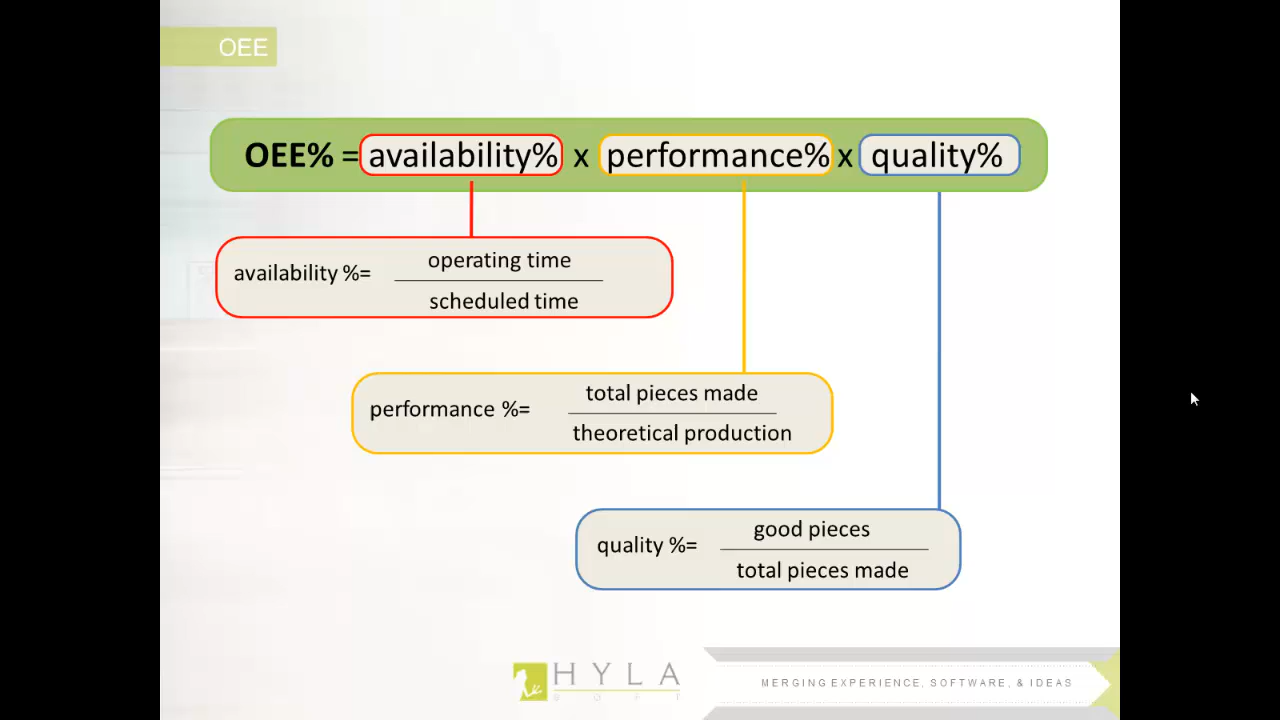 OEE
OEE% = availability% x performance% x quality%
availability %= operating time
scheduled time
performance %= total pieces made
theoretical production
quality %= good pieces
total pieces made
HYLA
SOFT
MERGING EXPERIENCE, SOFTWARE, & IDEAS